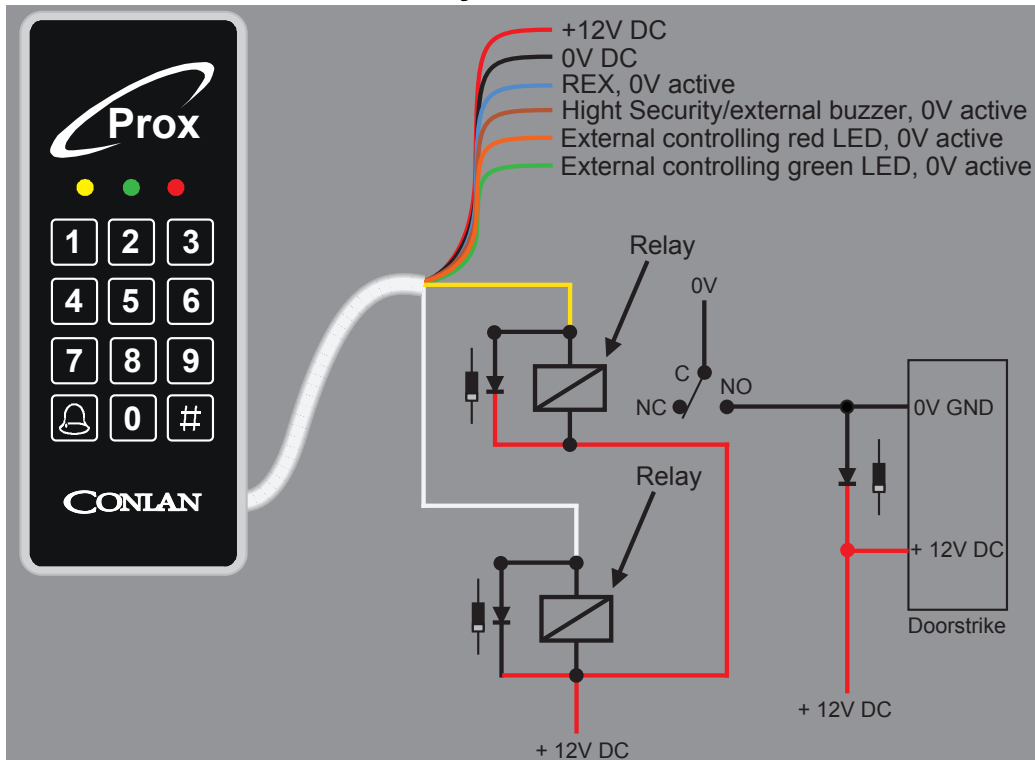 Prox
1 2 3
4 5 6
7 8 9
0 #
CONLAN
+12V DC
0V DC
REX, 0V active
Hight Security/external buzzer, 0V active
External controlling red LED, 0V active
External controlling green LED, 0V active
Relay
0V
C
NC
NO
0V GND
+ 12V DC
Doorstrike
+ 12V DC
Relay
+ 12V DC